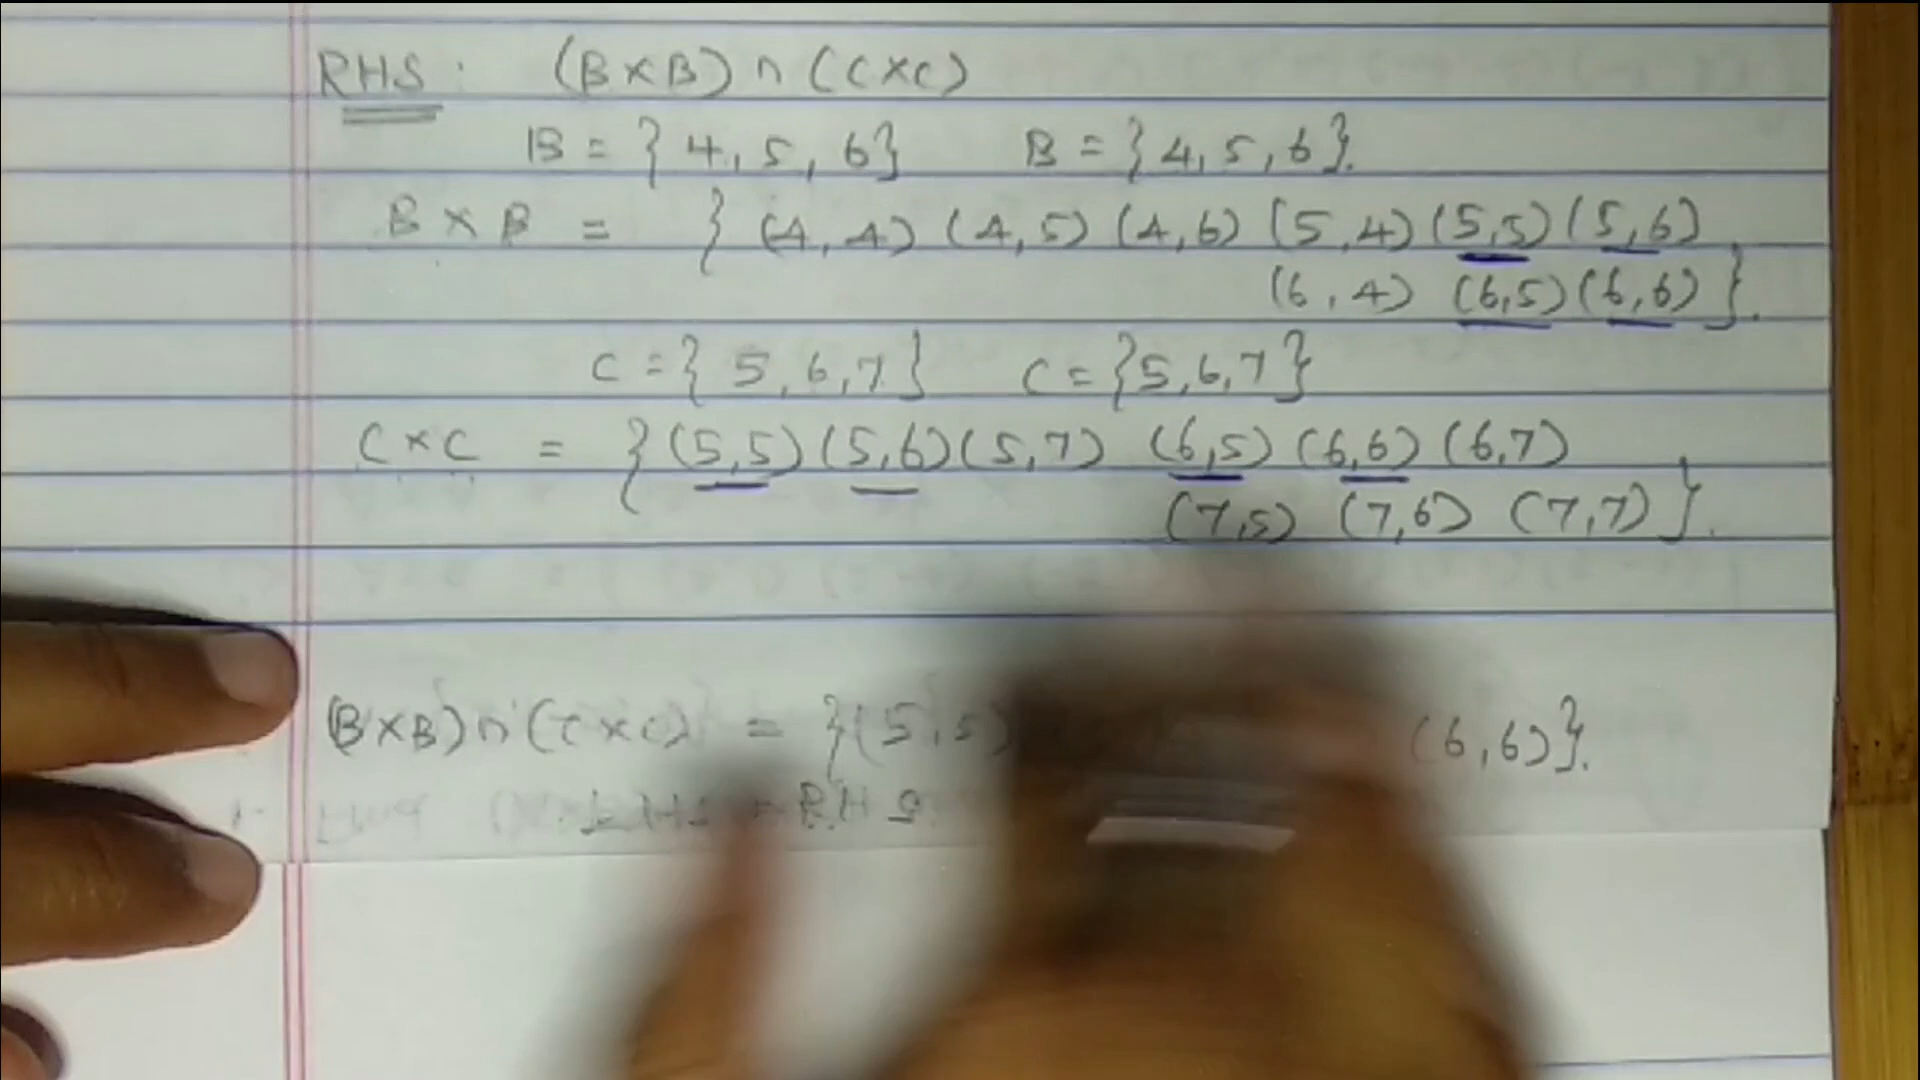 RHS : (B×B) ∩ (C×C)
B = { 4, 5, 6} B = {4, 5, 6}.
B × B = { (4,4) (4,5) (4,6) (5,4) (5,5) (5,6)
(6,4) (6,5) (6,6) }.
C = { 5, 6, 7 } C = {5, 6, 7}
C × C = { (5,5) (5,6) (5,7) (6,5) (6,6) (6,7)
(7,5) (7,6) (7,7) }.
(B×B) ∩ (C×C) = {(5,5) (6,6)}.
LHS = RHS